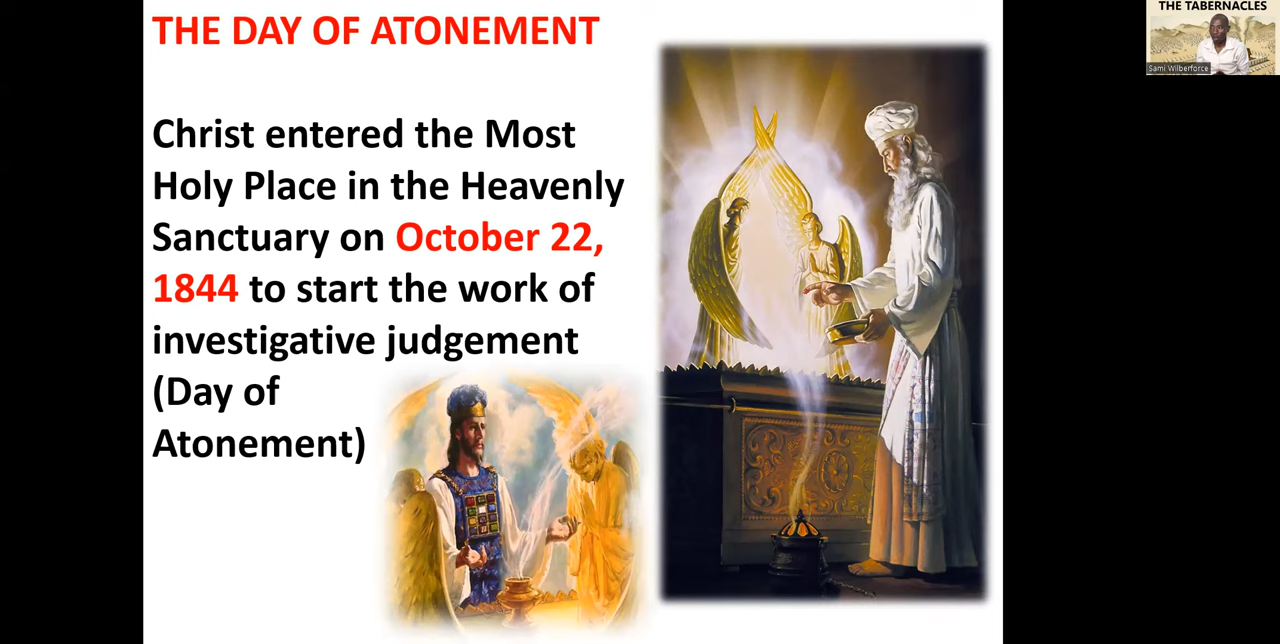 THE DAY OF ATONEMENT
Christ entered the Most
Holy Place in the Heavenly
Sanctuary on October 22,
1844 to start the work of
investigative judgement
(Day of
Atonement)
THE TABERNACLES
Sami Wilberforce